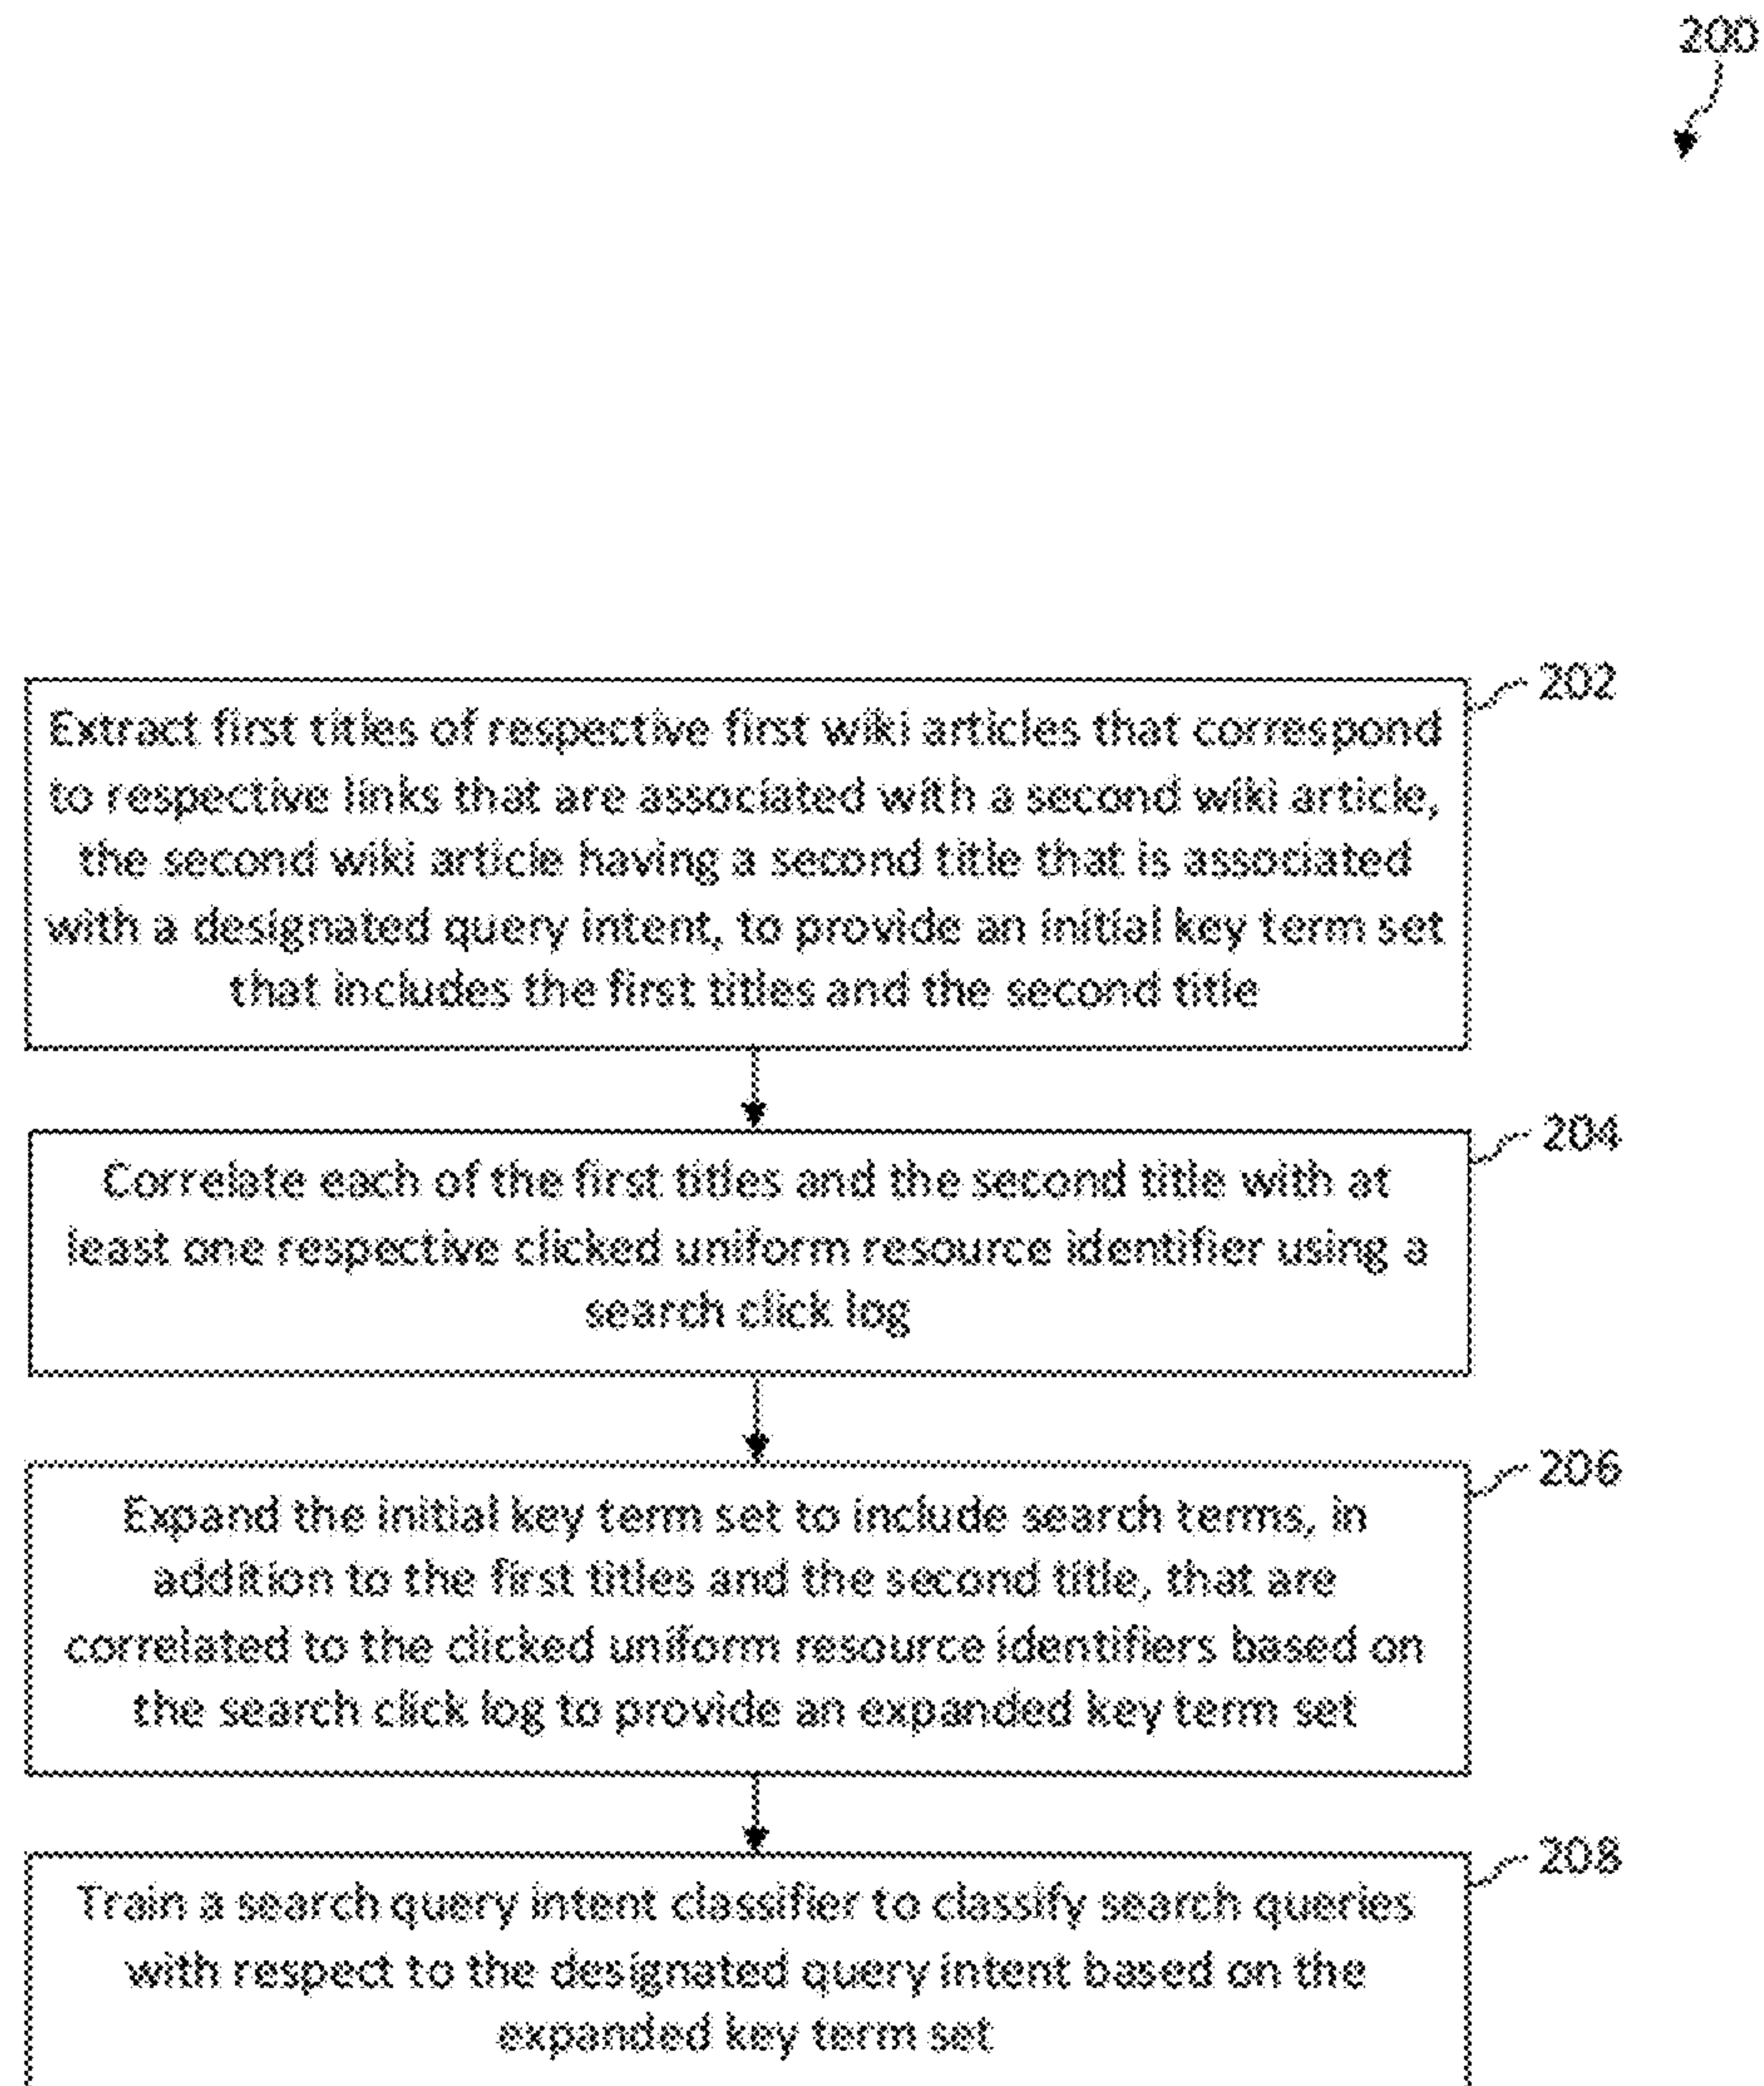 200
202
Extract first titles of respective first wiki articles that correspond
to respective links that are associated with a second wiki article,
the second wiki article having a second title that is associated
with a designated query intent, to provide an initial key term set
that includes the first titles and the second title
204
Correlate each of the first titles and the second title with at
least one respective clicked uniform resource identifier using a
search click log
206
Expand the initial key term set to include search terms, in
addition to the first titles and the second title, that are
correlated to the clicked uniform resource identifiers based on
the search click log to provide an expanded key term set
208
Train a search query intent classifier to classify search queries
with respect to the designated query intent based on the
expanded key term set